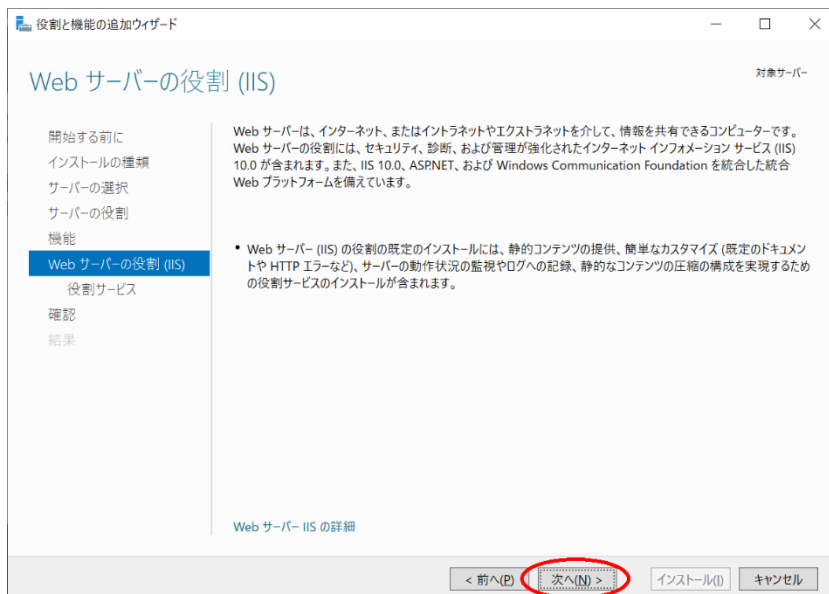 役割と機能の追加ウィザード
Web サーバーの役割 (IIS)
対象サーバー
開始する前に
インストールの種類
サーバーの選択
サーバーの役割
機能
Web サーバーの役割 (IIS)
役割サービス
確認
結果
Web サーバーは、インターネット、またはイントラネットやエクストラネットを介して、情報を共有できるコンピューターです。
Web サーバーの役割には、セキュリティ、診断、および管理が強化されたインターネット インフォメーション サービス (IIS)
10.0 が含まれます。また、IIS 10.0、ASP.NET、および Windows Communication Foundation を統合した統合
Web プラットフォームを備えています。
• Web サーバー (IIS) の役割の既定のインストールには、静的コンテンツの提供、簡単なカスタマイズ (既定のドキュメン
トや HTTP エラーなど)、サーバーの動作状況の監視やログへの記録、静的なコンテンツの圧縮の構成を実現するため
の役割サービスのインストールが含まれます。
Web サーバー IIS の詳細
< 前へ(P)
次へ(N) >
インストール(I)
キャンセル